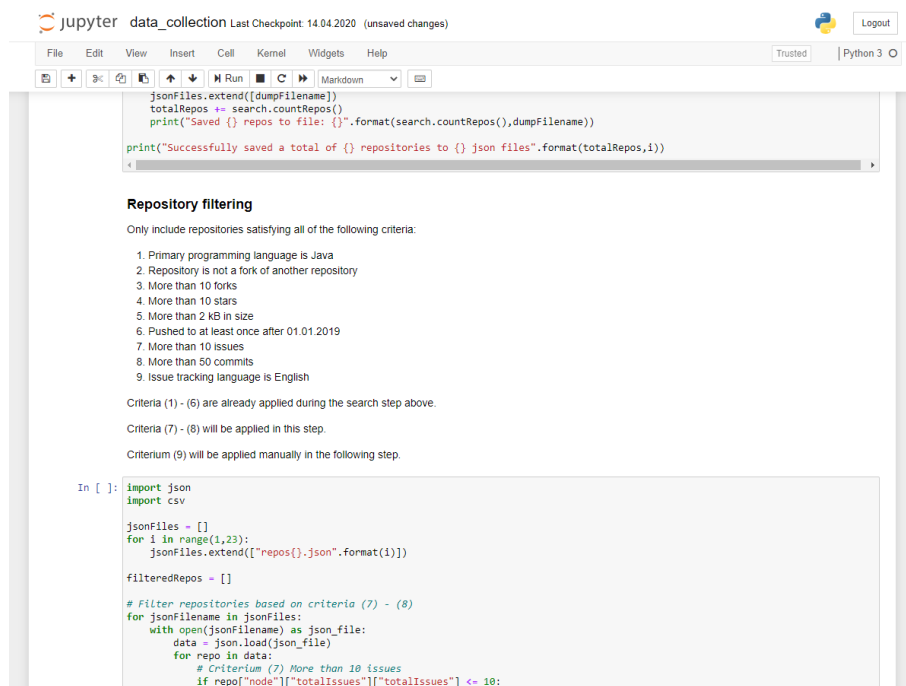 jupyter data_collection Last Checkpoint: 14.04.2020 (unsaved changes)
Logout
File Edit View Insert Cell Kernel Widgets Help
Trusted
Python 3
Run
Markdown
jsonFiles.extend([dumpFilename])
totalRepos += search.countRepos()
print("Saved {} repos to file: {}".format(search.countRepos(),dumpFilename))
print("Successfully saved a total of {} repositories to {} json files".format(totalRepos,i))
Repository filtering
Only include repositories satisfying all of the following criteria:
1. Primary programming language is Java
2. Repository is not a fork of another repository
3. More than 10 forks
4. More than 10 stars
5. More than 2 kB in size
6. Pushed to at least once after 01.01.2019
7. More than 10 issues
8. More than 50 commits
9. Issue tracking language is English
Criteria (1) - (6) are already applied during the search step above.
Criteria (7) - (8) will be applied in this step.
Criterium (9) will be applied manually in the following step.
In [ ]: import json
import csv
jsonFiles = []
for i in range(1,23):
jsonFiles.extend(["repos{}.json".format(i)])
filteredRepos = []
# Filter repositories based on criteria (7) - (8)
for jsonFilename in jsonFiles:
with open(jsonFilename) as json_file:
data = json.load(json_file)
for repo in data:
# Criterium (7) More than 10 issues
if repo["node"]["totalIssues"]["totalIssues"] <= 10: